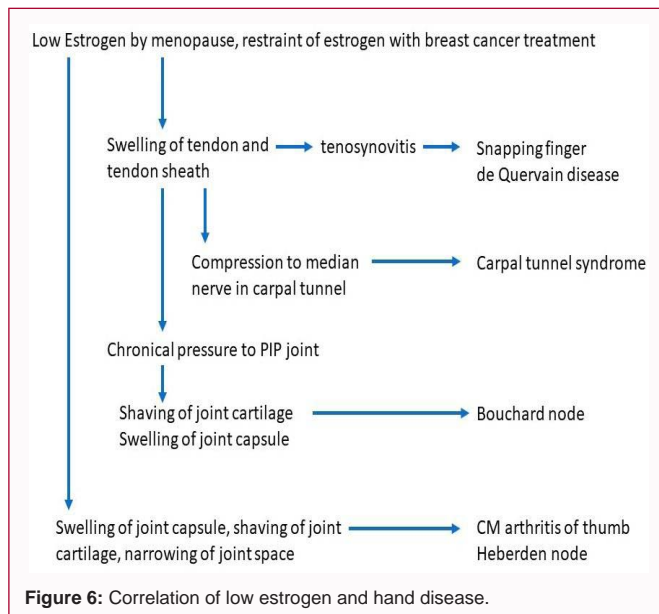 Low Estrogen by menopause, restraint of estrogen with breast cancer treatment
Swelling of tendon and
tendon sheath
tenosynovitis
Snapping finger
de Quervain disease
Compression to median
nerve in carpal tunnel
Carpal tunnel syndrome
Chronical pressure to PIP joint
Shaving of joint cartilage
Swelling of joint capsule
Bouchard node
Swelling of joint capsule, shaving of joint
cartilage, narrowing of joint space
CM arthritis of thumb
Heberden node
Figure 6: Correlation of low estrogen and hand disease.